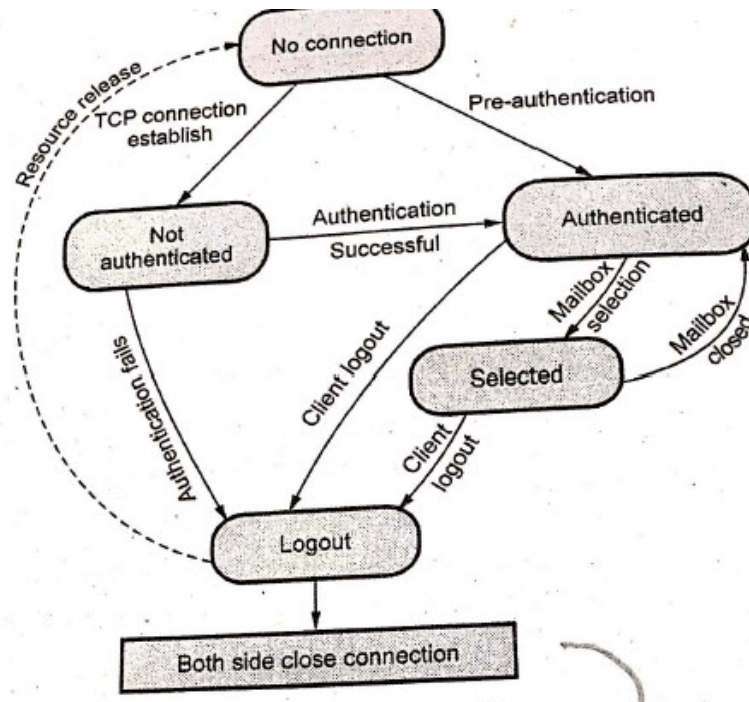 No connection
Resource release
TCP connection
establish
Pre-authentication
Not
authenticated
Authentication
Successful
Authenticated
Mailbox
selection
Mailbox
closed
Selected
Authentication fails
Client logout
Client
logout
Logout
Both side close connection